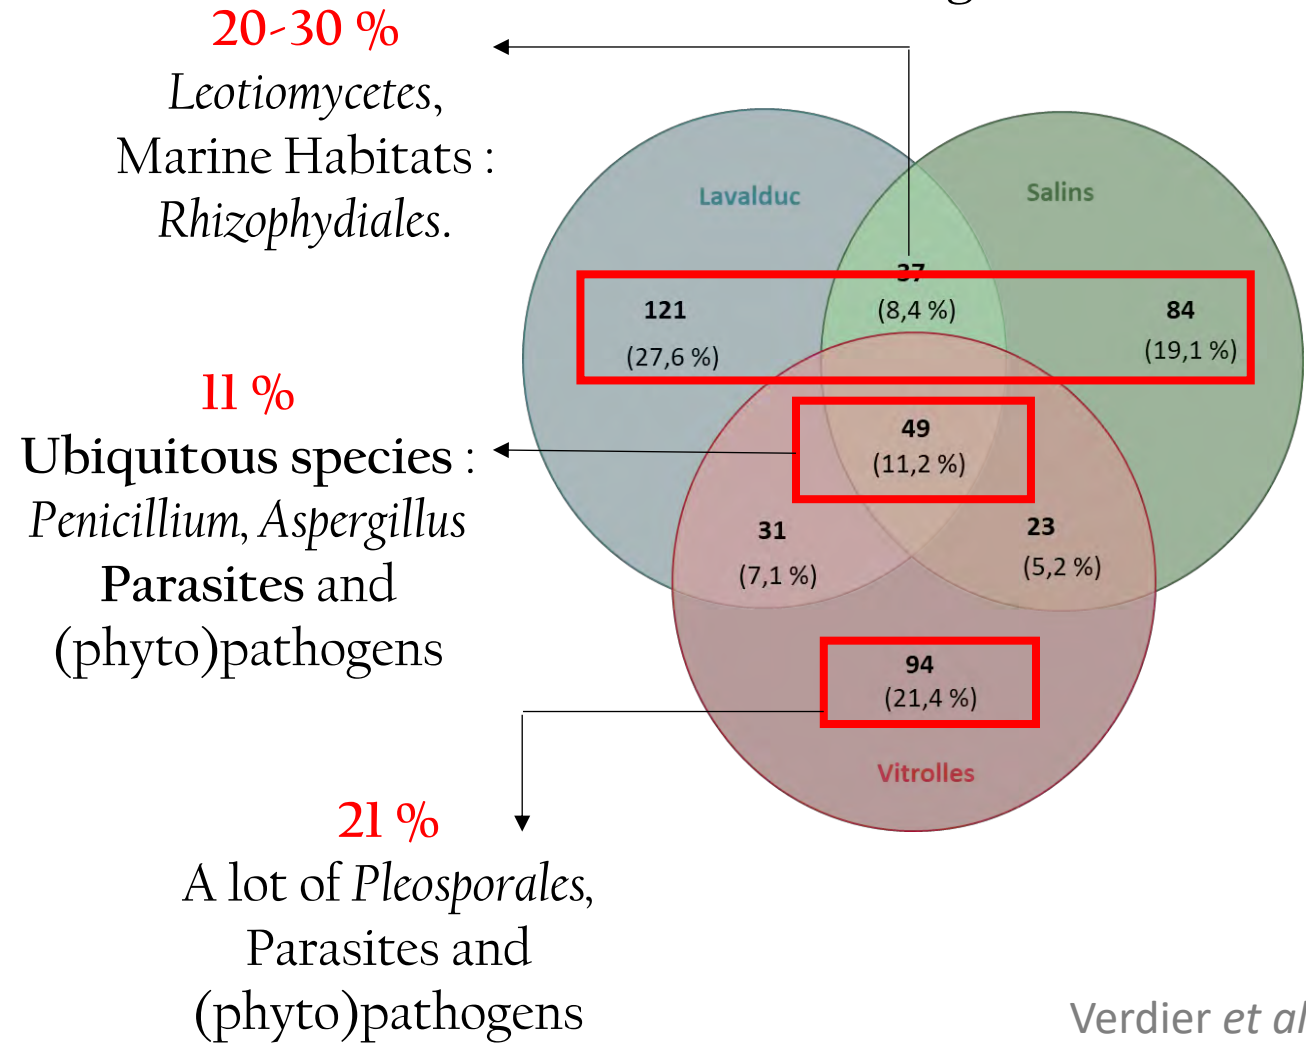 20-30 %
Leotiomycetes,
Marine Habitats :
Rhizophydiales.
11 %
Ubiquitous species :
Penicillium, Aspergillus
Parasites and
(phyto)pathogens
21 %
A lot of Pleosporales,
Parasites and
(phyto)pathogens
Lavalduc
Salins
37
(8,4 %)
121
(27,6 %)
84
(19,1 %)
49
(11,2 %)
31
(7,1 %)
23
(5,2 %)
94
(21,4 %)
Vitrolles
Verdier et al